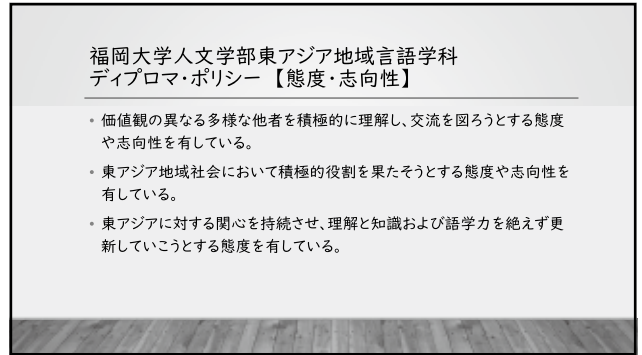 福岡大学人文学部東アジア地域言語学科
ディプロマ・ポリシー 【態度・志向性】
• 価値観の異なる多様な他者を積極的に理解し、交流を図ろうとする態度
や志向性を有している。
• 東アジア地域社会において積極的役割を果たそうとする態度や志向性を
有している。
• 東アジアに対する関心を持続させ、理解と知識および語学力を絶えず更
新していこうとする態度を有している。